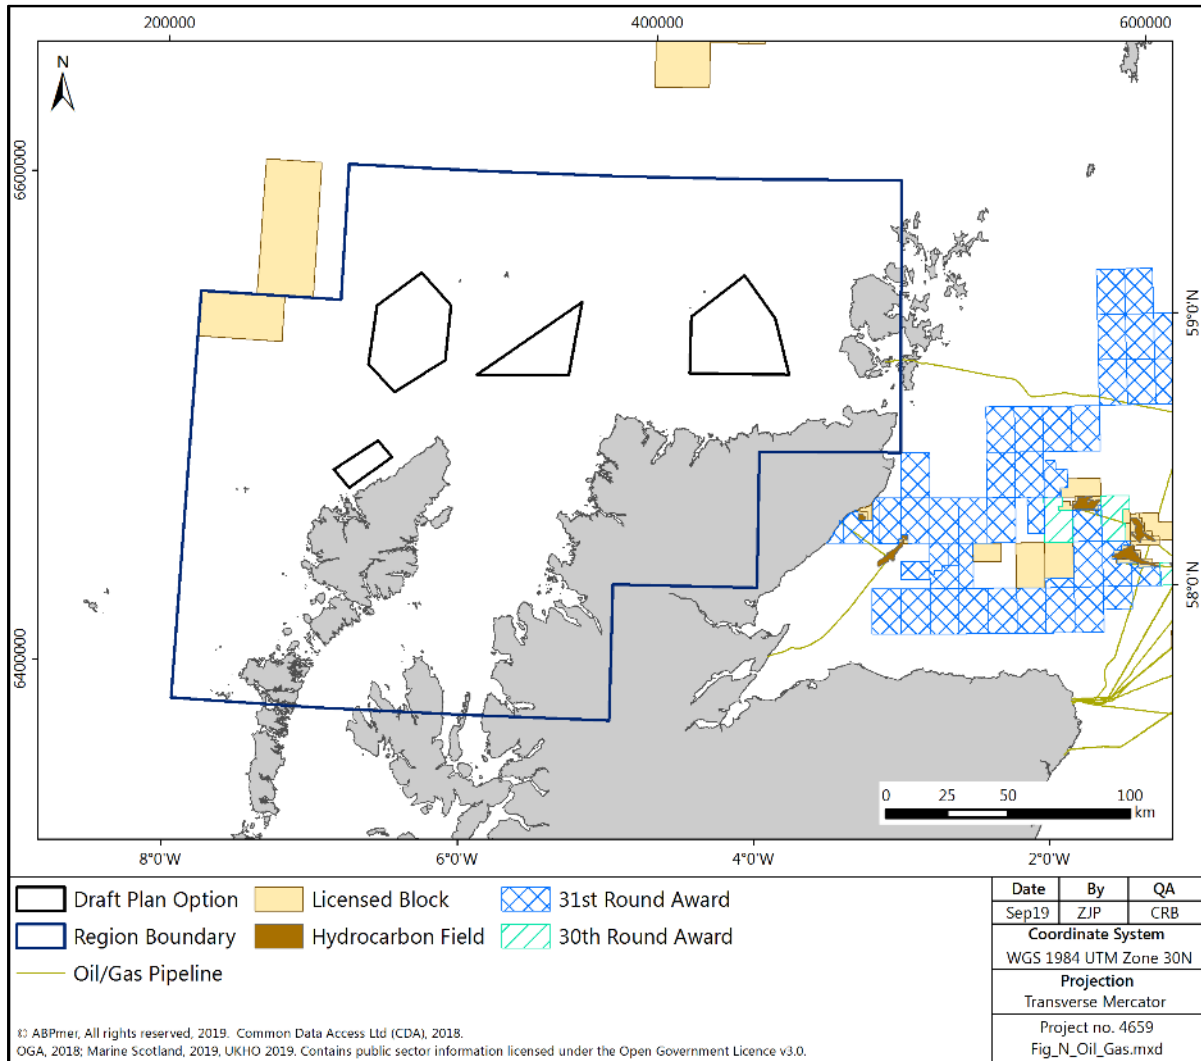 200000 400000 600000
N
6600000
59°0'N
58°0'N
6400000
0 25 50 100
km
8°0'W 6°0'W 4°0'W 2°0'W
Draft Plan Option Licensed Block 31st Round Award
Region Boundary Hydrocarbon Field 30th Round Award
Oil/Gas Pipeline
Date By QA
Sep19 ZJP CRB
Coordinate System
WGS 1984 UTM Zone 30N
Projection
Transverse Mercator
Project no. 4659
Fig_N_Oil_Gas.mxd
© ABPmer, All rights reserved, 2019. Common Data Access Ltd (CDA), 2018.
OGA, 2018; Marine Scotland, 2019, UKHO 2019. Contains public sector information licensed under the Open Government Licence v3.0.